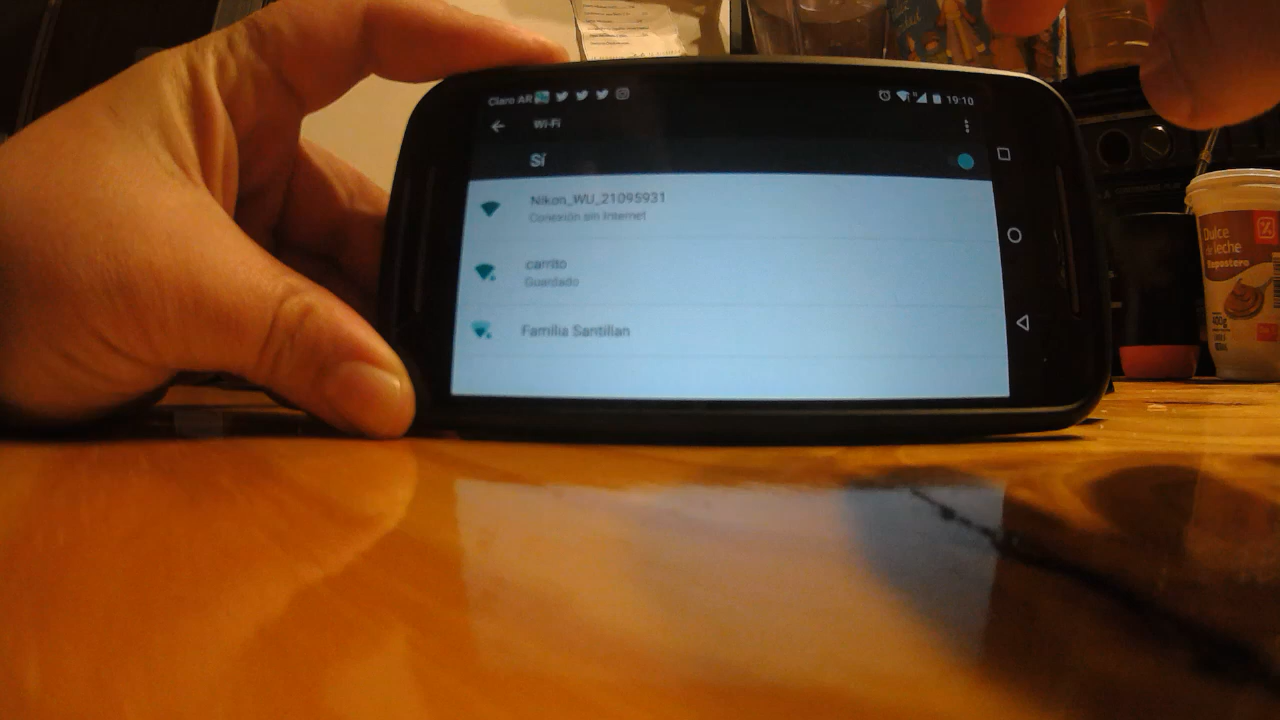 Claro AR
19:10
Wi-Fi
Sí
Nikon_WU_21095931
Conexión sin Internet
carrito
Guardado
Familia Santillan
Dulce
de leche
Repostero
400g